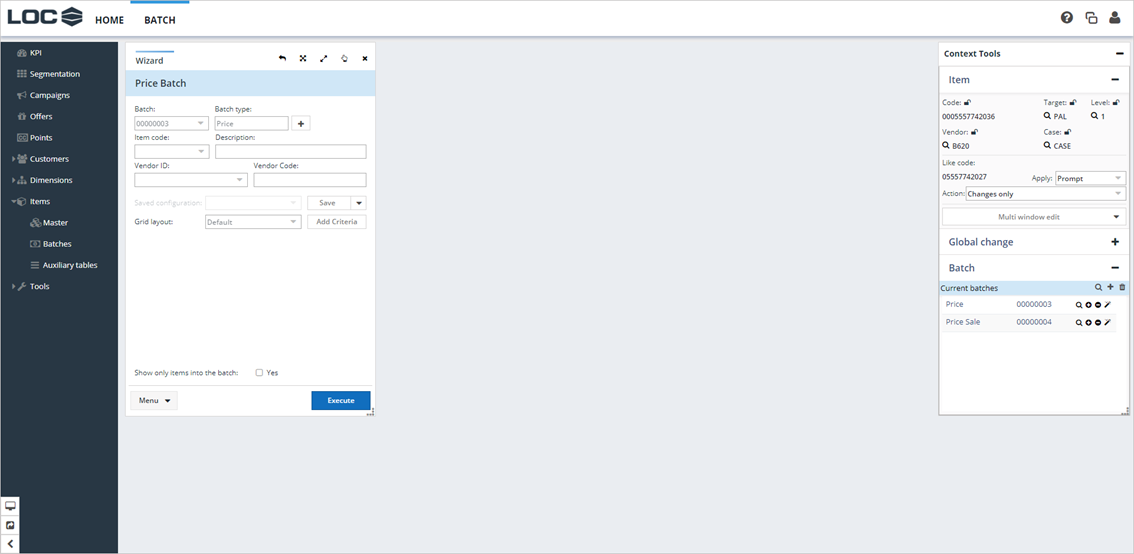 LOC HOME BATCH
KPI
Segmentation
Campaigns
Offers
Points
Customers
Dimensions
Items
Master
Batches
Auxiliary tables
Tools
Wizard
Price Batch
Batch: Batch type:
00000003 Price
Item code: Description:
Vendor ID: Vendor Code:
Saved configuration: Save
Grid layout: Default Add Criteria
Show only items into the batch: Yes
Menu Execute
Context Tools
Item
Code: Target: Level:
0005557742036 PAL 1
Vendor: Case:
B620 CASE
Like code:
05557742027 Apply: Prompt
Action: Changes only
Multi window edit
Global change
Batch
Current batches
Price 00000003
Price Sale 00000004